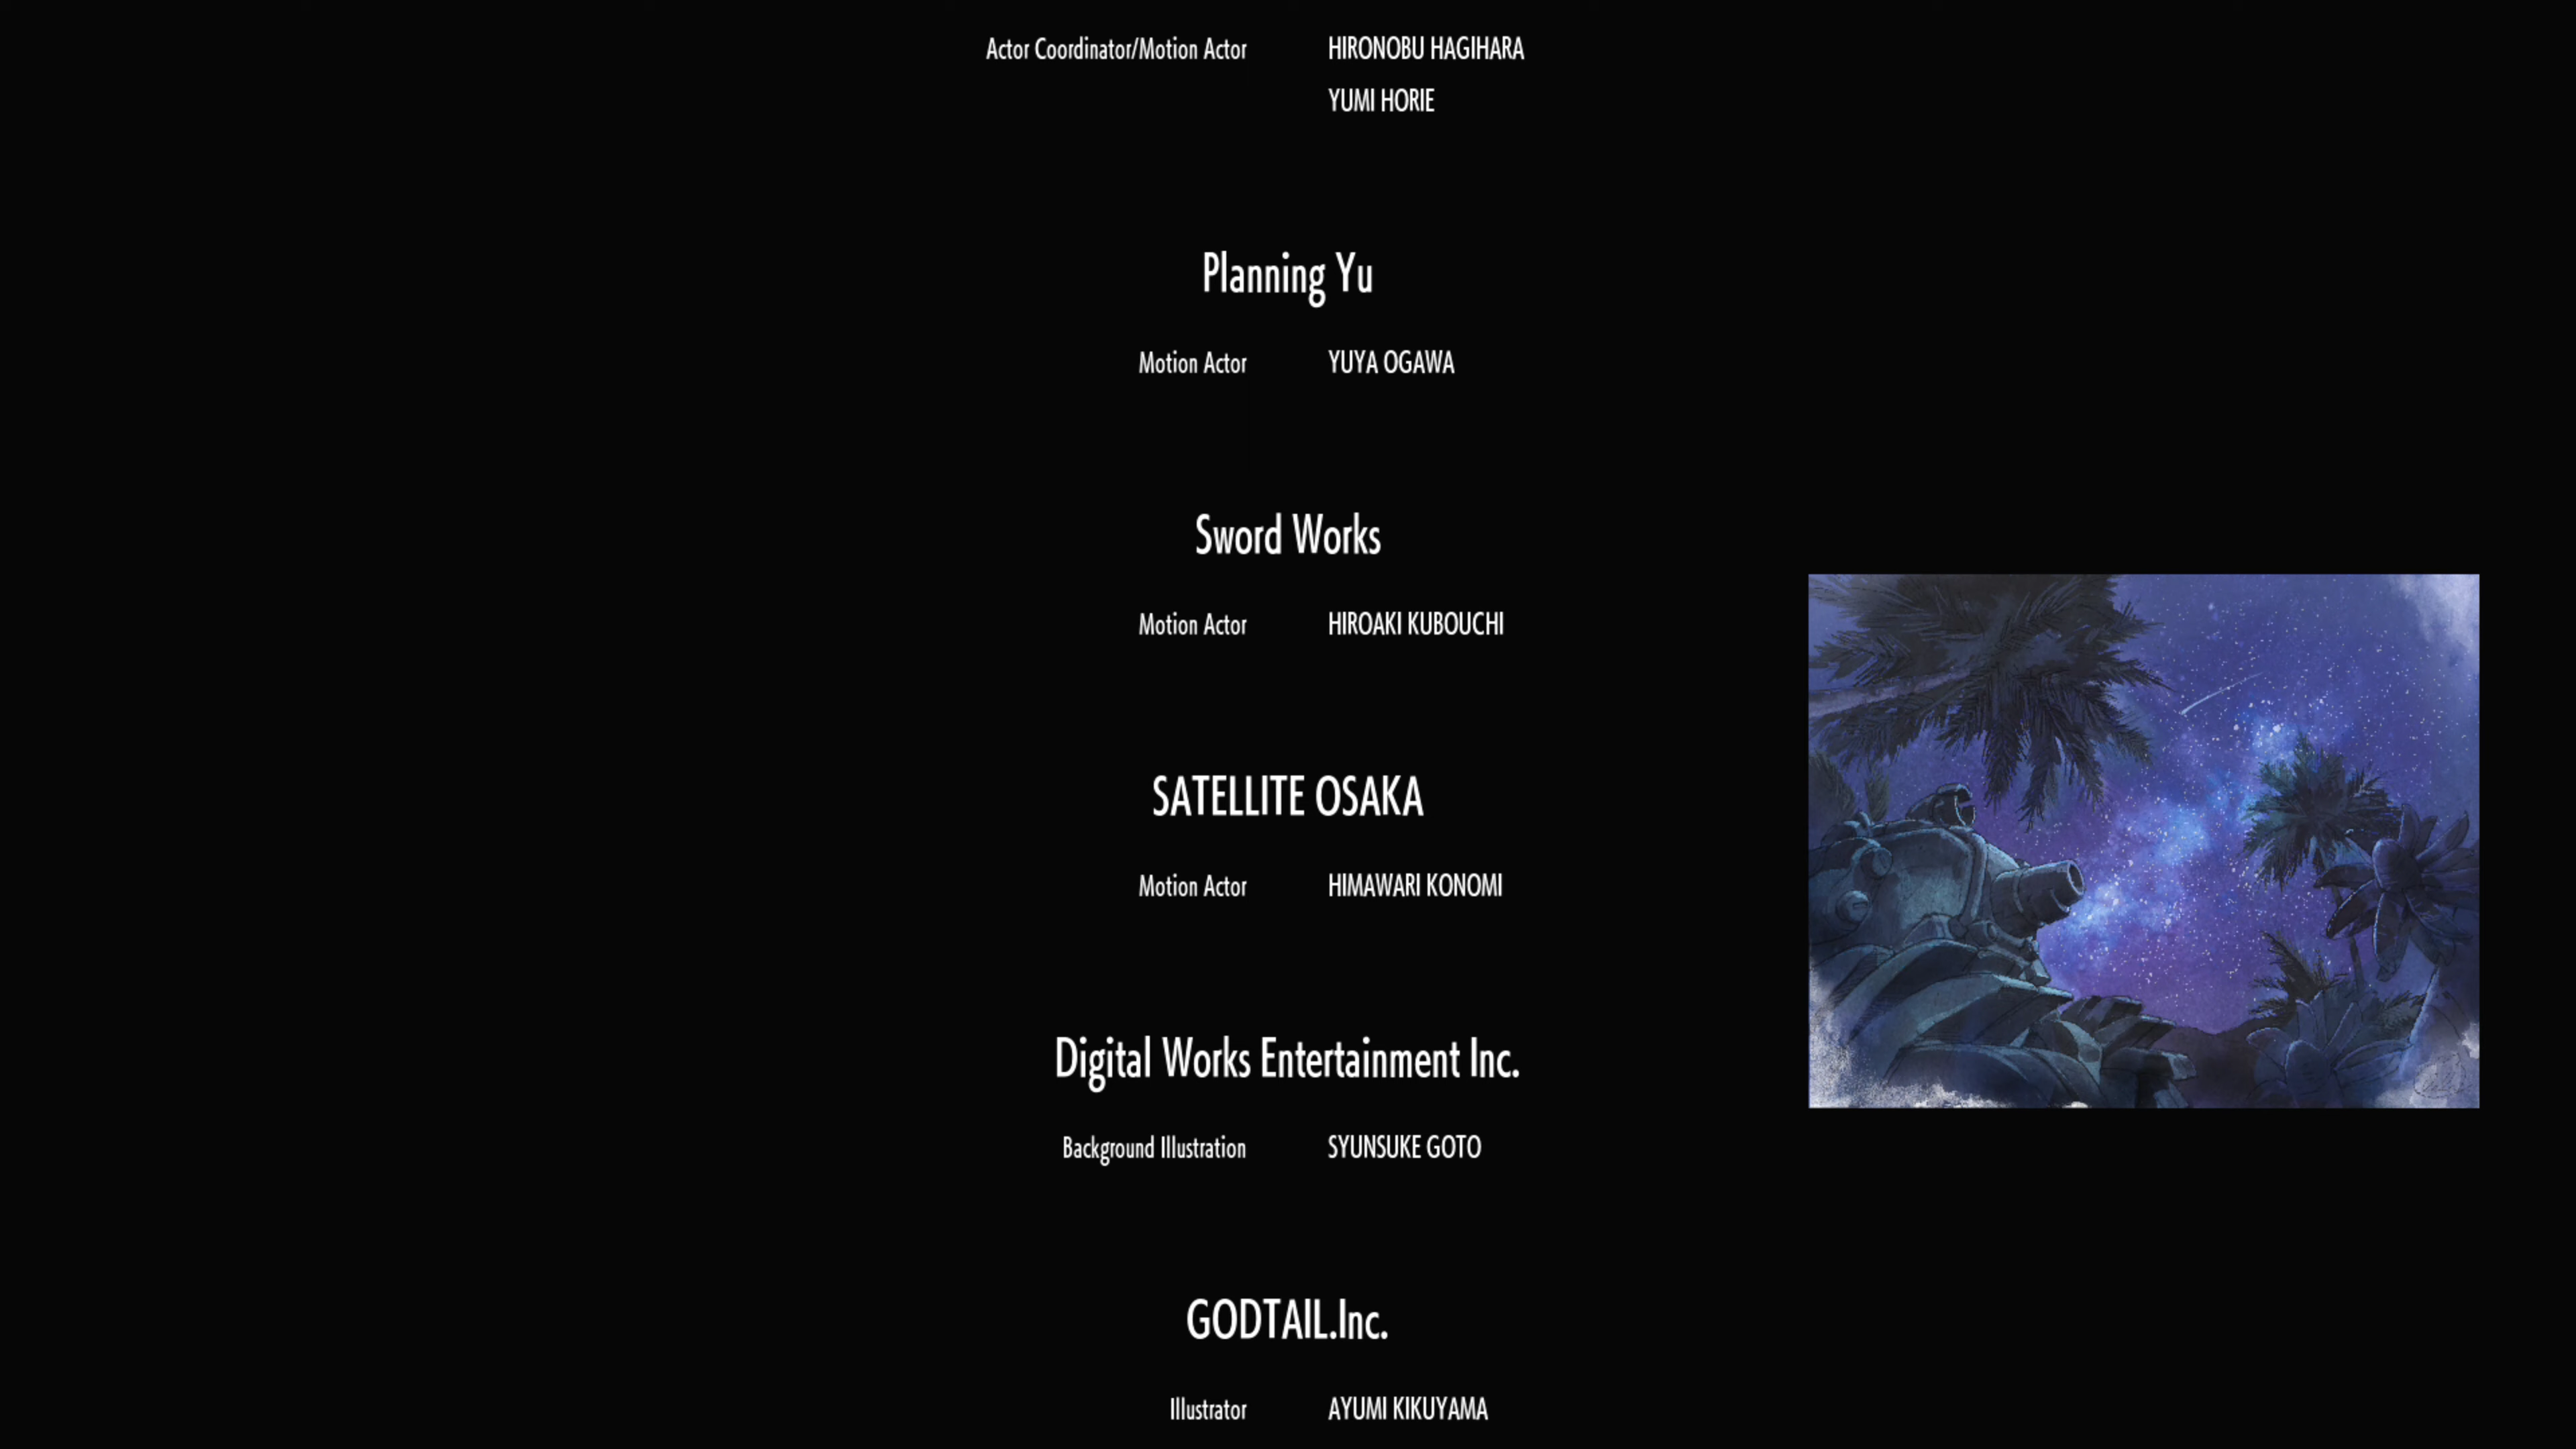 Actor Coordinator/Motion Actor HIRONOBU HAGIHARA
YUMI HORIE
Planning Yu
Motion Actor YUYA OGAWA
Sword Works
Motion Actor HIROAKI KUBOUCHI
SATELLITE OSAKA
Motion Actor HIMAWARI KONOMI
Digital Works Entertainment Inc.
Background Illustration SYUNSUKE GOTO
GODTAIL.Inc.
Illustrator AYUMI KIKUYAMA